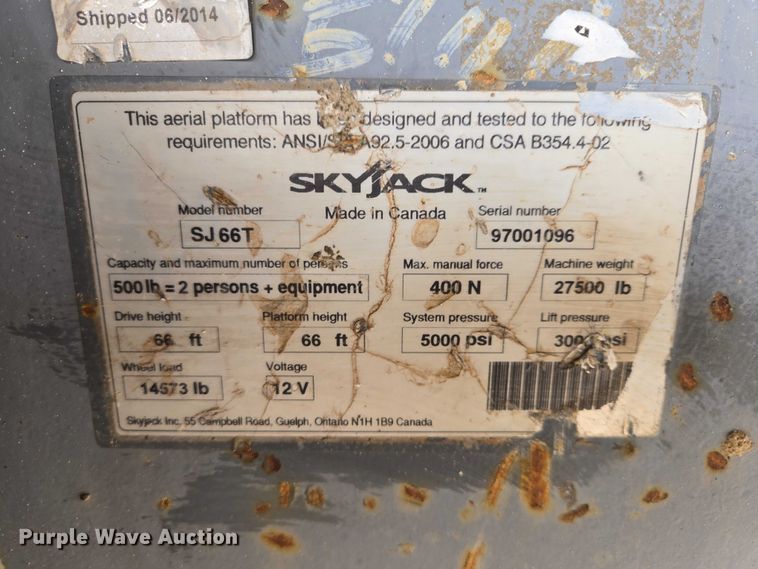 Shipped 06/2014
This aerial platform has designed and tested to the following
requirements: ANSI/ A92.5-2006 and CSA B354.4-02
SKYJACK™
Model number Made in Canada Serial number
SJ 66T 97001096
Capacity and maximum number of persons Max. manual force Machine weight
500 lb = 2 persons + equipment 400 N 27500 lb
Drive height Platform height System pressure Lift pressure
66 ft 66 ft 5000 psi psi
Wheel load Voltage
14573 lb 12 V
Skyjack Inc. 55 Campbell Road, Guelph, Ontario N1H 1B9 Canada
Purple Wave Auction